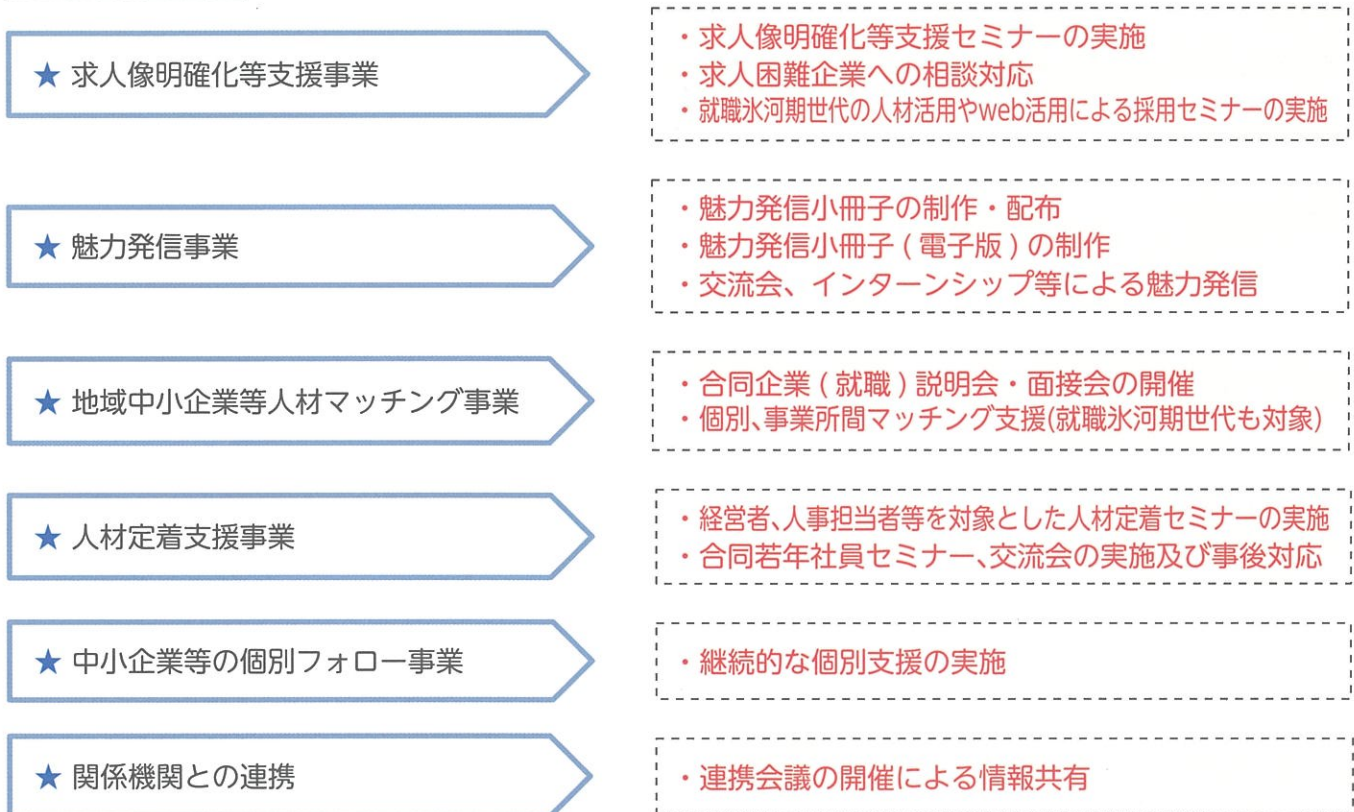 ★ 求人像明確化等支援事業
・求人像明確化等支援セミナーの実施
・求人困難企業への相談対応
・就職氷河期世代の人材活用やweb活用による採用セミナーの実施
★ 魅力発信事業
・魅力発信小冊子の制作・配布
・魅力発信小冊子 ( 電子版 ) の制作
・交流会、インターンシップ等による魅力発信
★ 地域中小企業等人材マッチング事業
・合同企業 ( 就職 ) 説明会・面接会の開催
・個別、事業所間マッチング支援(就職氷河期世代も対象)
★ 人材定着支援事業
・経営者、人事担当者等を対象とした人材定着セミナーの実施
・合同若年社員セミナー、交流会の実施及び事後対応
★ 中小企業等の個別フォロー事業
・継続的な個別支援の実施
★ 関係機関との連携
・連携会議の開催による情報共有